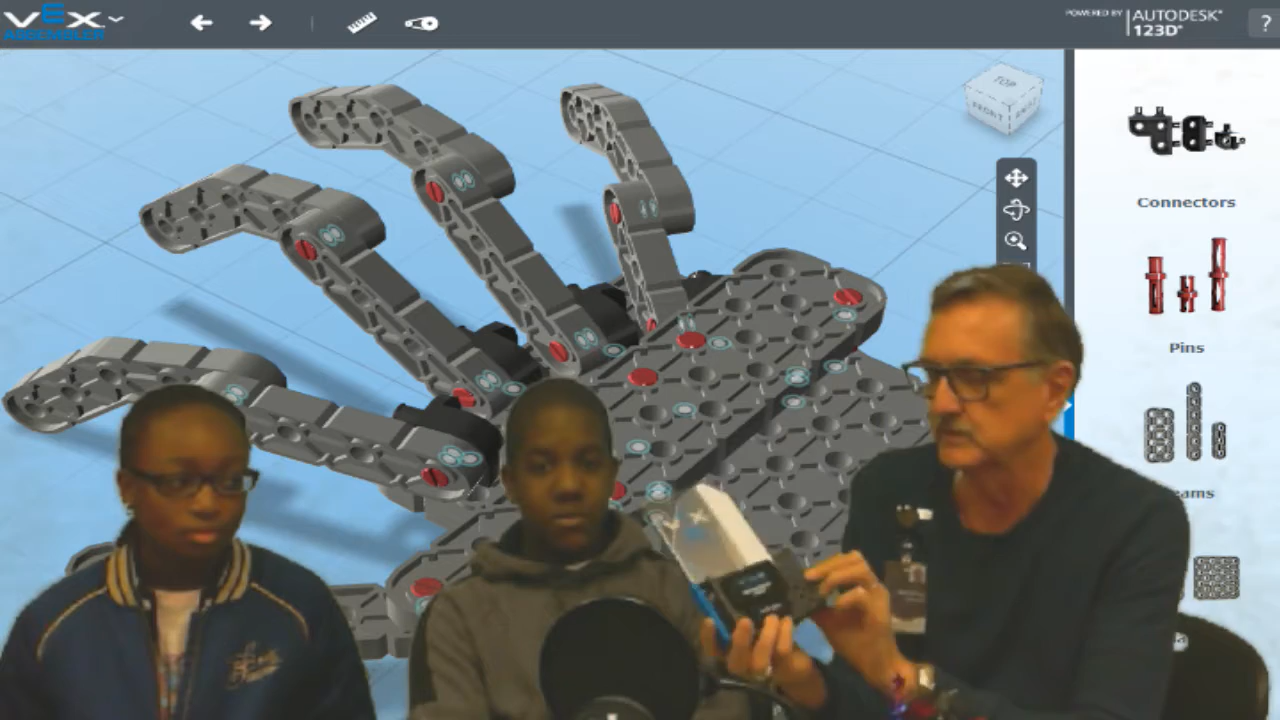 VEX
ASSEMBLER
POWERED BY
AUTODESK®
123D®
?
TOP
FRONT
Connectors
Pins
eams